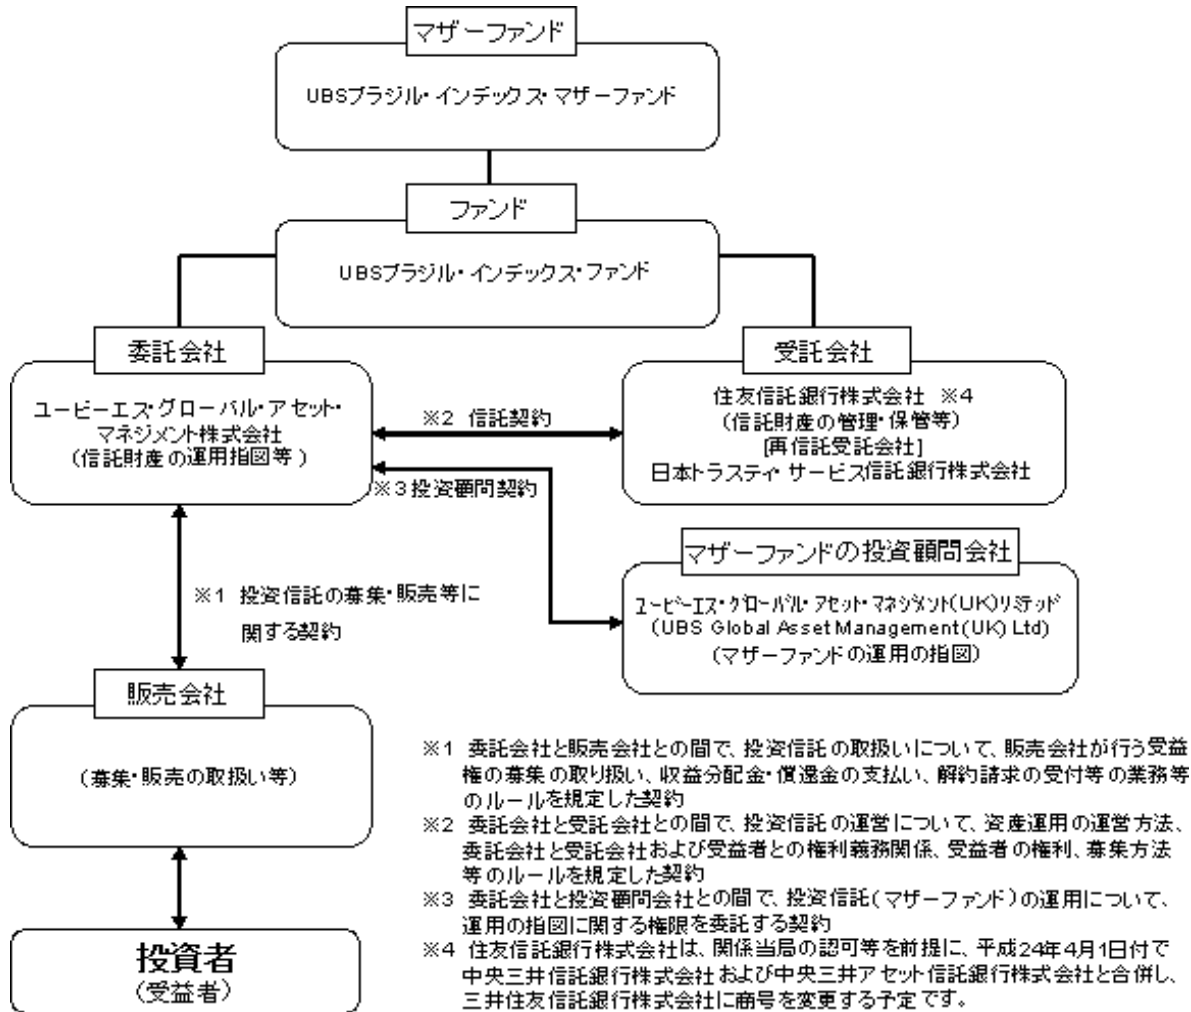 マザーファンド
UBSブラジル・インデックス・マザーファンド
ファンド
UBSブラジル・インデックス・ファンド
委託会社
ユービーエス・グローバル・アセット・
マネジメント株式会社
(信託財産の運用指図等)
※2 信託契約
※3投資顧問契約
受託会社
住友信託銀行株式会社 ※4
(信託財産の管理・保管等)
[再信託受託会社]
日本トラスティ・サービス信託銀行株式会社
マザーファンドの投資顧問会社
ユービーエス・グローバル・アセット・マネジメント(UK)リミテッド
(UBS Global Asset Management(UK) Ltd)
(マザーファンドの運用の指図)
※1 投資信託の募集・販売等に
関する契約
販売会社
(募集・販売の取扱い等)
投資者
(受益者)
※1 委託会社と販売会社との間で、投資信託の取扱いについて、販売会社が行う受益
権の募集の取り扱い、収益分配金・償還金の支払い、解約請求の受付等の業務等
のルールを規定した契約
※2 委託会社と受託会社との間で、投資信託の運営について、資産運用の運営方法、
委託会社と受託会社および受益者との権利義務関係、受益者の権利、募集方法
等のルールを規定した契約
※3 委託会社と投資顧問会社との間で、投資信託(マザーファンド)の運用について、
運用の指図に関する権限を委託する契約
※4 住友信託銀行株式会社は、関係当局の認可等を前提に、平成24年4月1日付で
中央三井信託銀行株式会社および中央三井アセット信託銀行株式会社と合併し、
三井住友信託銀行株式会社に商号を変更する予定です。